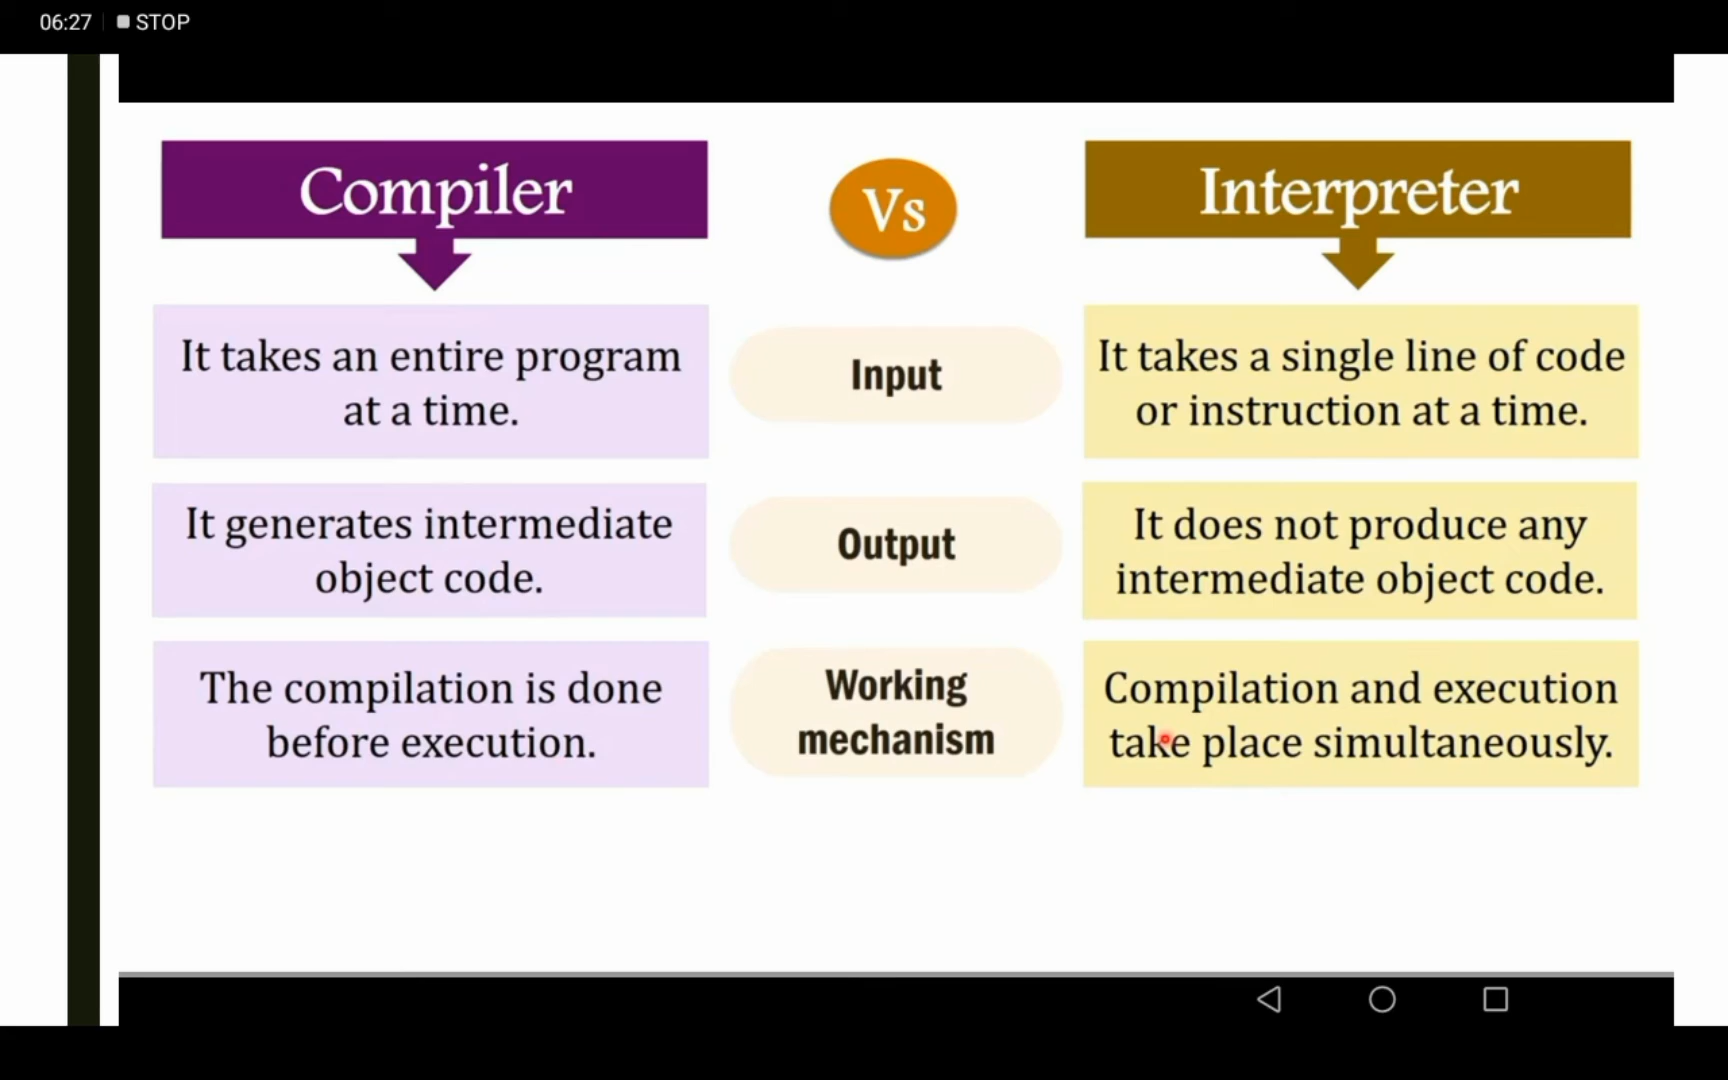 06:27 STOP
Compiler
Vs
Interpreter
It takes an entire program
at a time.
Input
It takes a single line of code
or instruction at a time.
It generates intermediate
object code.
Output
It does not produce any
intermediate object code.
The compilation is done
before execution.
Working
mechanism
Compilation and execution
take place simultaneously.